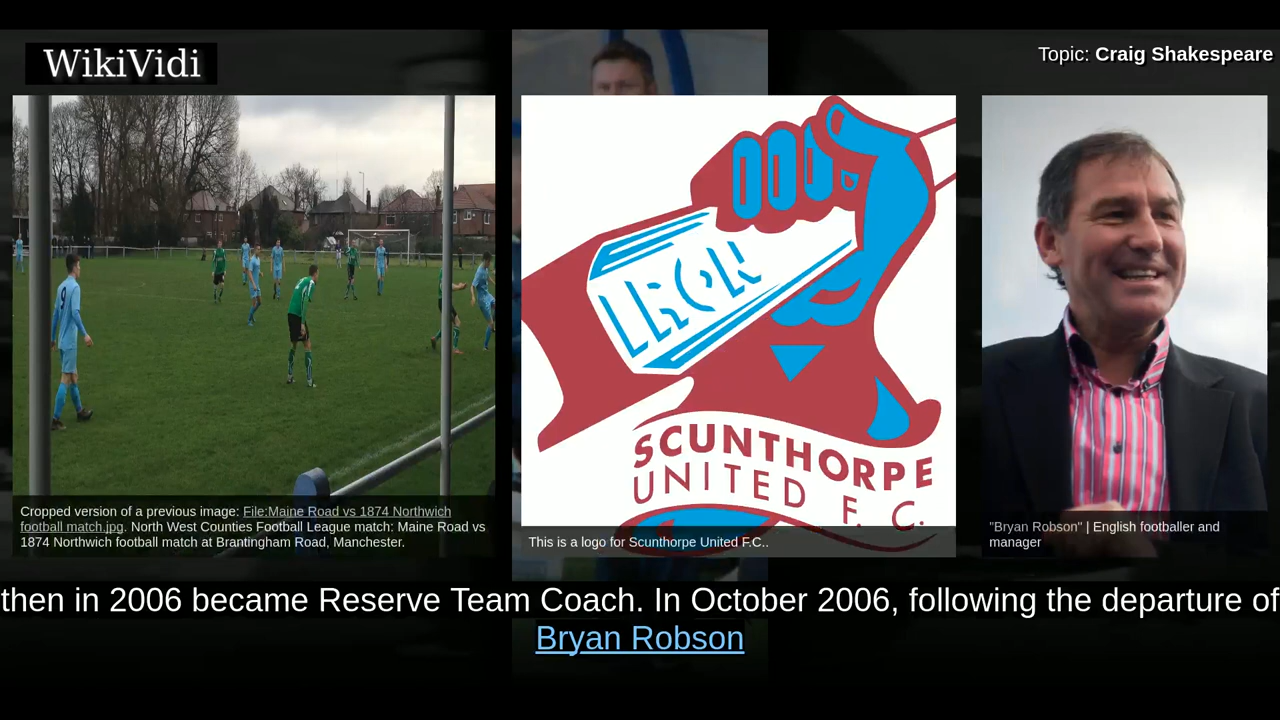 WikiVidi
Topic: Craig Shakespeare
9
IRON
SCUNTHORPE
UNITED F. C.
Cropped version of a previous image: File:Maine Road vs 1874 Northwich
football match.jpg. North West Counties Football League match: Maine Road vs
1874 Northwich football match at Brantingham Road, Manchester.
This is a logo for Scunthorpe United F.C..
"Bryan Robson" | English footballer and
manager
then in 2006 became Reserve Team Coach. In October 2006, following the departure of
Bryan Robson